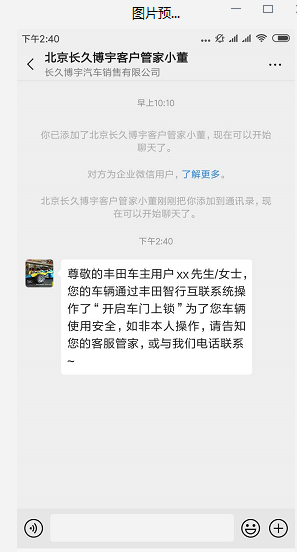 图片预...
下午2:40
北京长久博宇客户管家小董
长久博宇汽车销售有限公司
早上10:10
你已添加了北京长久博宇客户管家小董，现在可以开始
聊天了。
对方为企业微信用户，了解更多。
北京长久博宇客户管家小董刚刚把你添加到通讯录，现
在可以开始聊天了。
下午2:40
尊敬的丰田车主用户xx先生/女士，
您的车辆通过丰田智行互联系统操
作了“开启车门上锁”为了您车辆
使用安全，如非本人操作，请告知
您的客服管家，或与我们电话联系
~